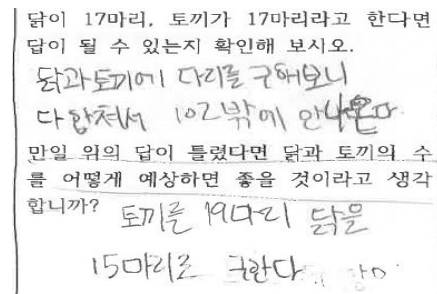 닭이 17마리, 토끼가 17마리라고 한다면
답이 될 수 있는지 확인해 보시오.
닭과토끼에 다리를 구해보니
다 합쳐서 102밖에 안나온다
만일 위의 답이 틀렸다면 닭과 토끼의 수
를 어떻게 예상하면 좋을 것이라고 생각
합니까? 토끼를 19마리 닭을
15마리로 구한다